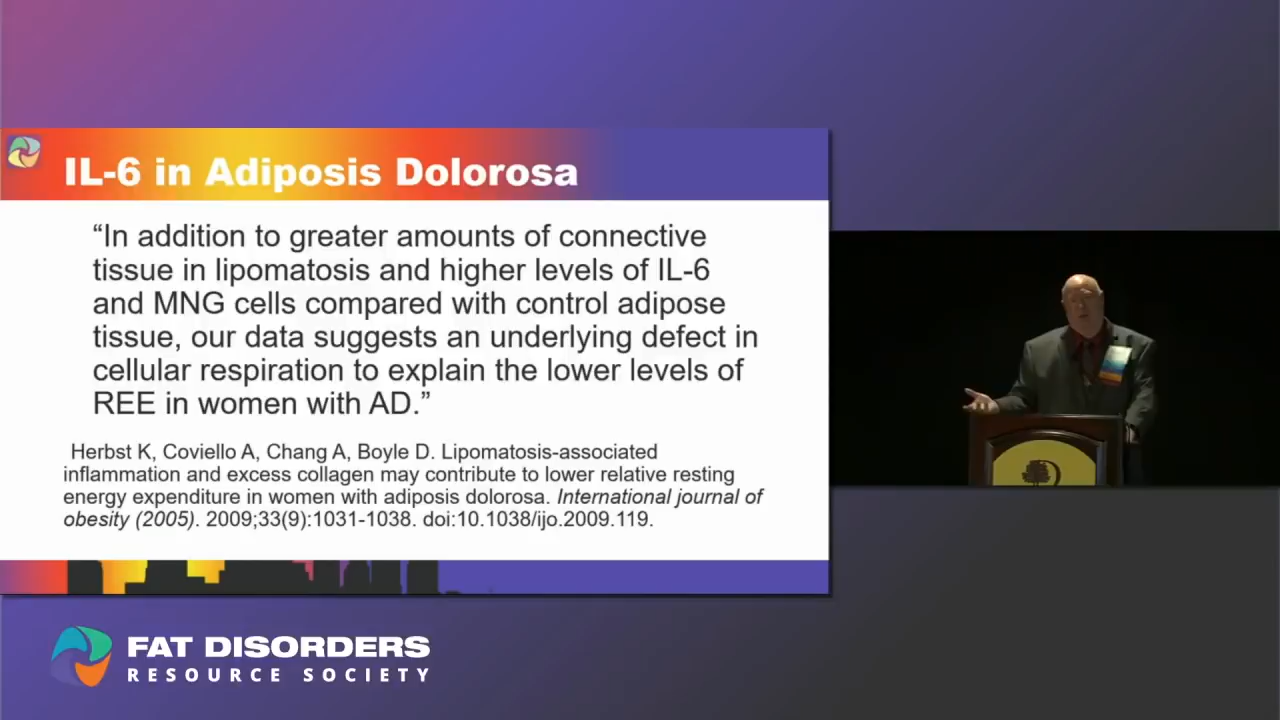 IL-6 in Adiposis Dolorosa
“In addition to greater amounts of connective
tissue in lipomatosis and higher levels of IL-6
and MNG cells compared with control adipose
tissue, our data suggests an underlying defect in
cellular respiration to explain the lower levels of
REE in women with AD.”
Herbst K, Coviello A, Chang A, Boyle D. Lipomatosis-associated
inflammation and excess collagen may contribute to lower relative resting
energy expenditure in women with adiposis dolorosa. International journal of
obesity (2005). 2009;33(9):1031-1038. doi:10.1038/ijo.2009.119.
FAT DISORDERS
RESOURCE SOCIETY